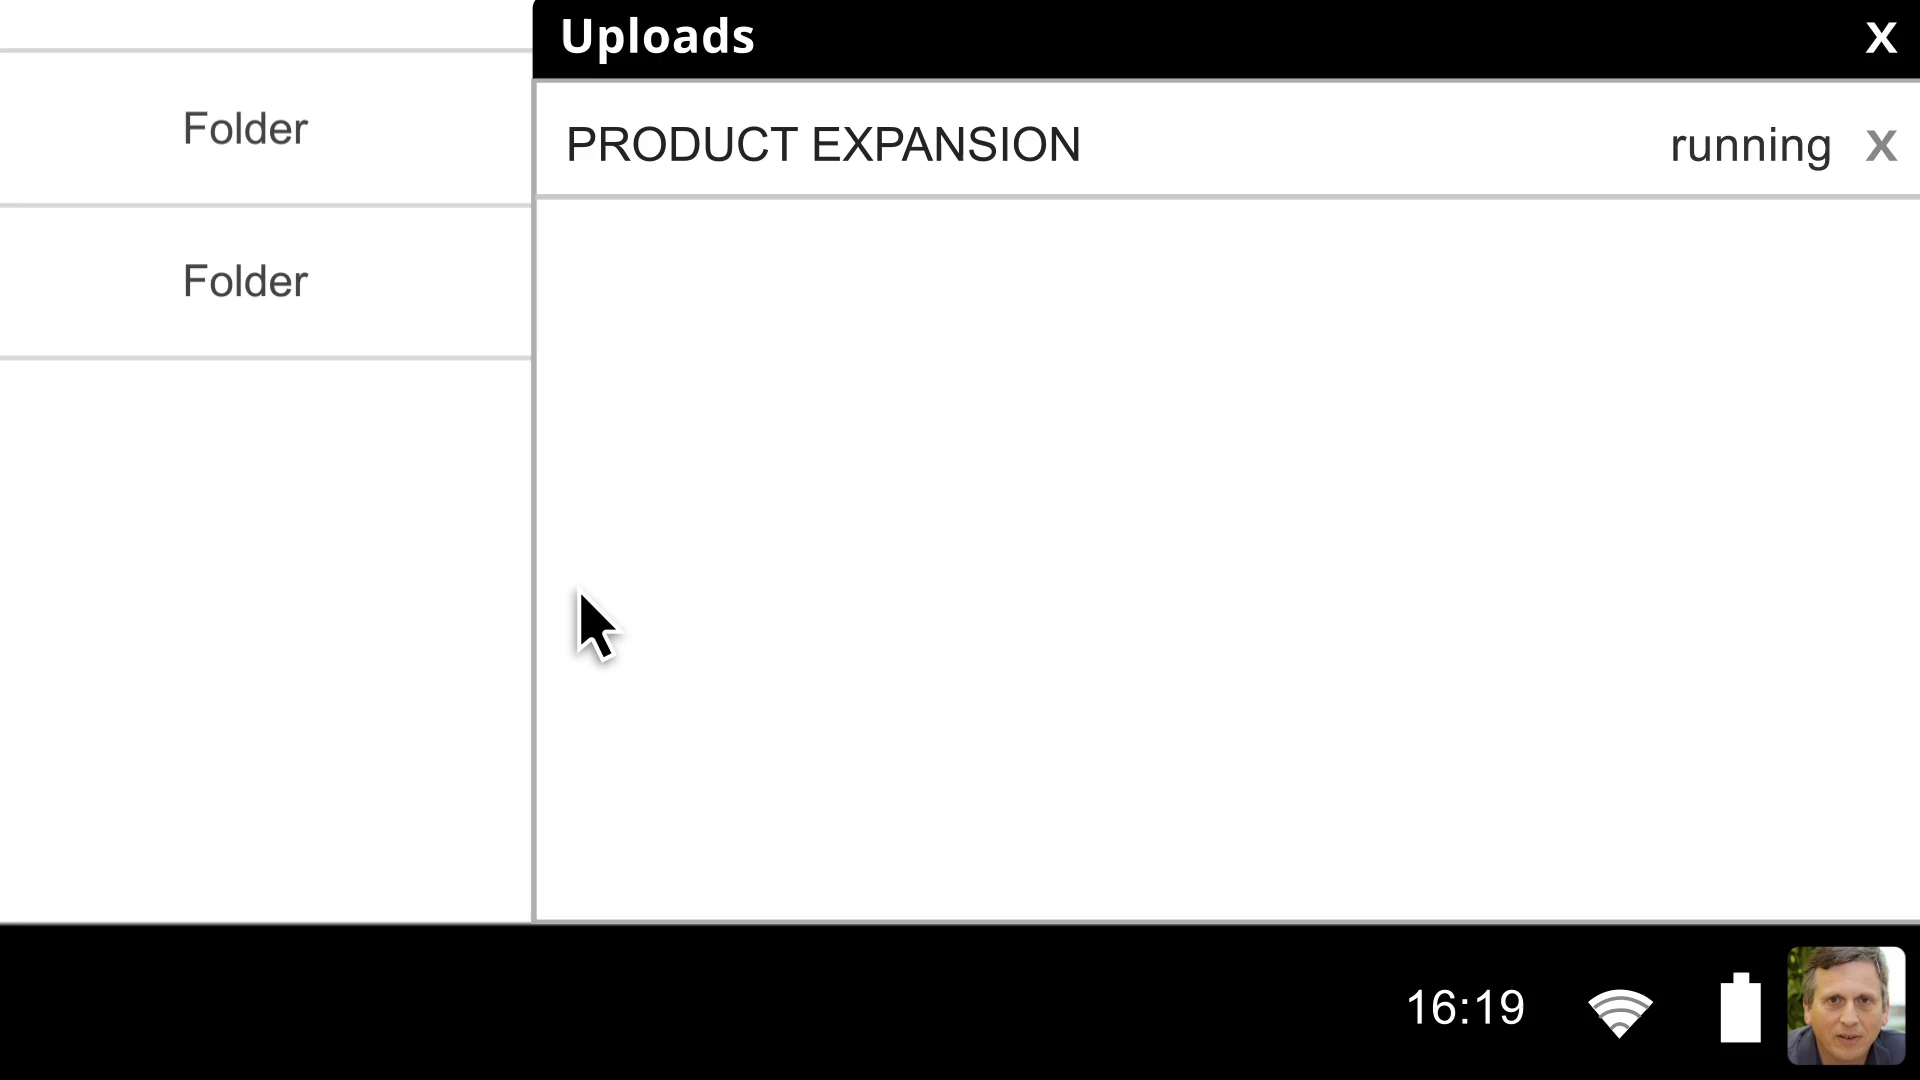 Folder
Folder
Uploads X
PRODUCT EXPANSION running X
16:19